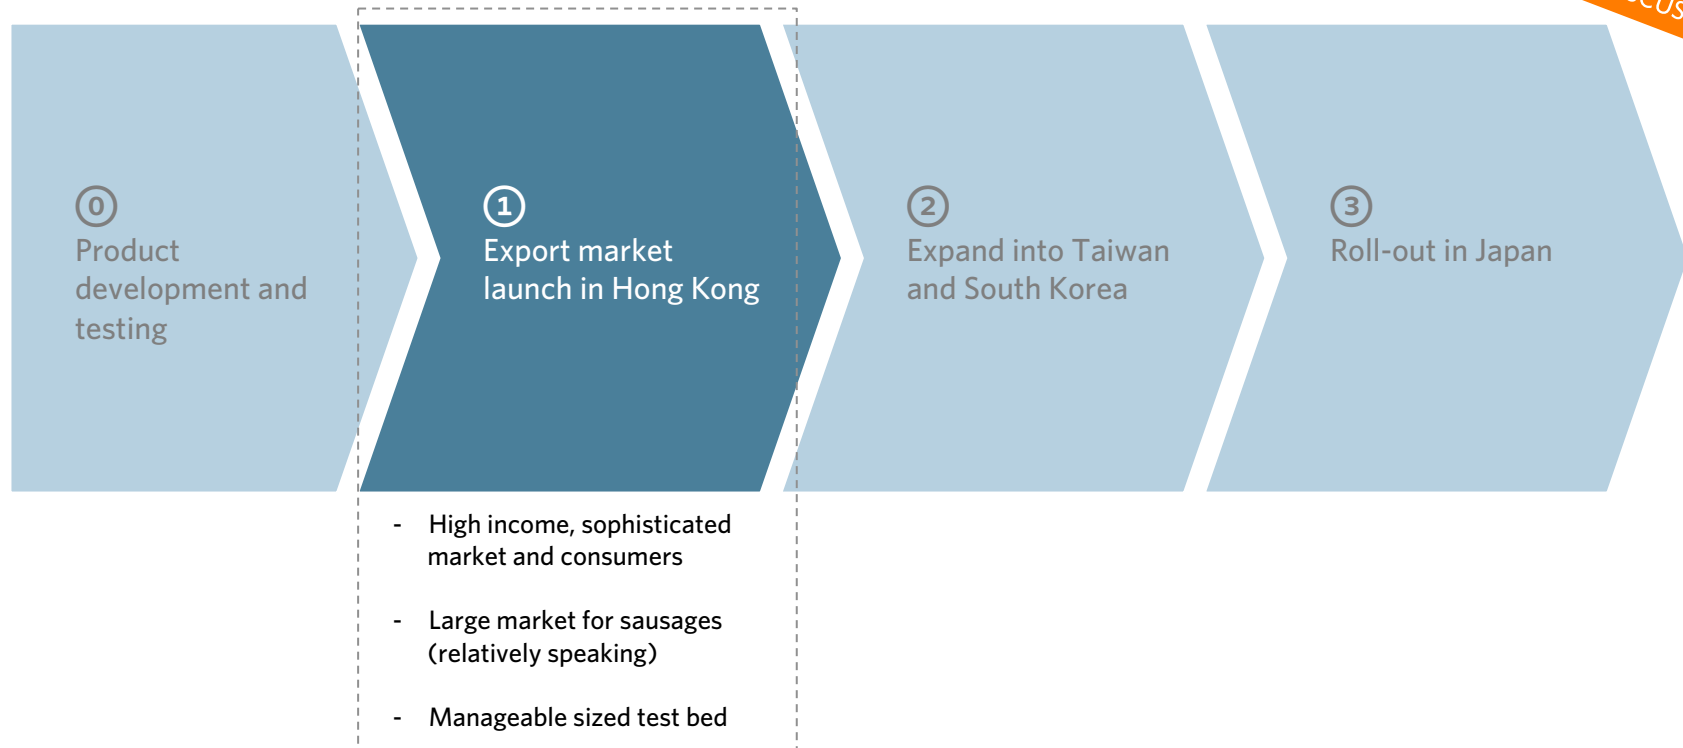 0
Product
development and
testing
1
Export market
launch in Hong Kong
2
Expand into Taiwan
and South Korea
3
Roll-out in Japan
- High income, sophisticated
market and consumers
- Large market for sausages
(relatively speaking)
- Manageable sized test bed